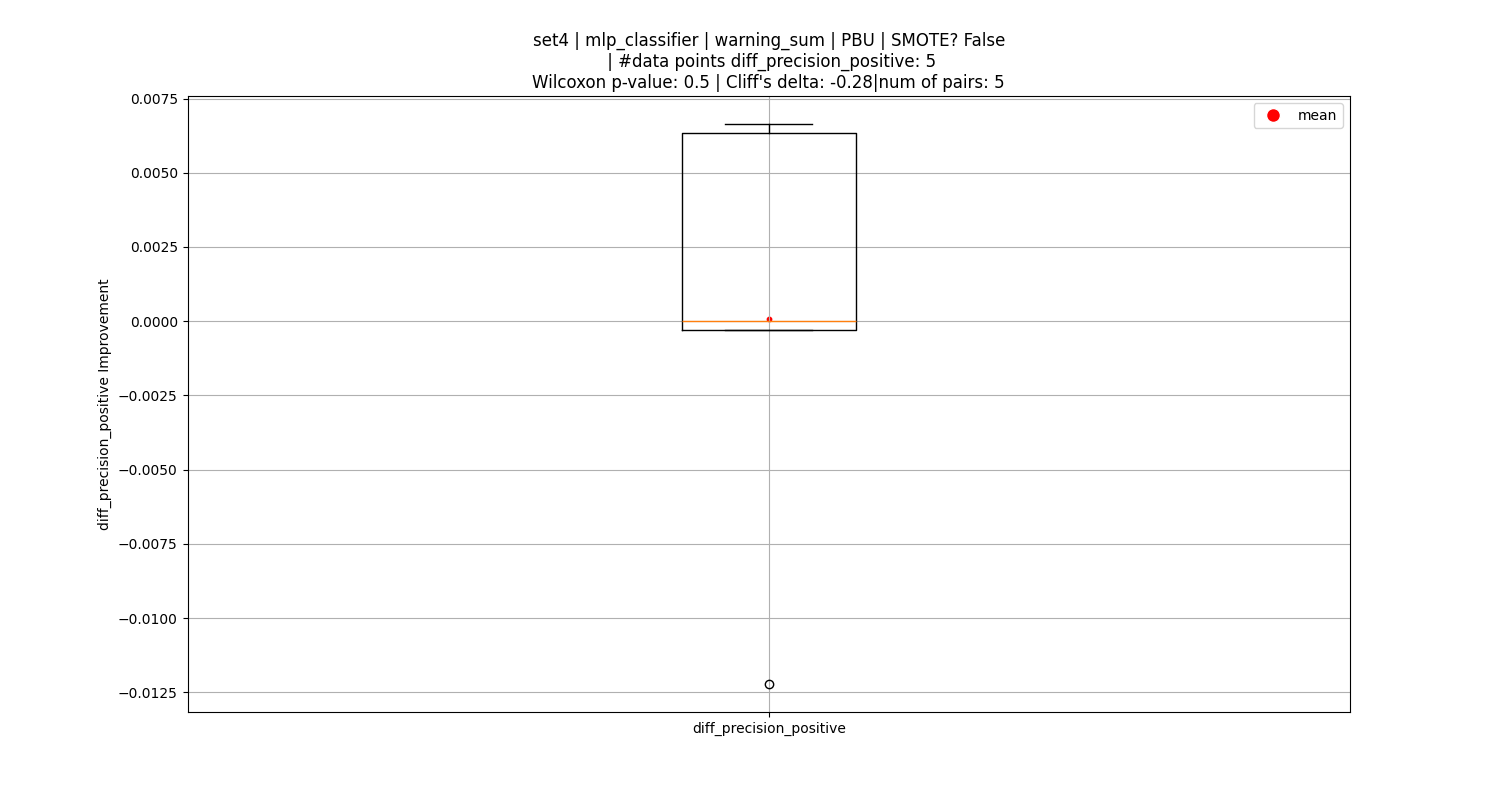 set4 | mlp_classifier | warning_sum | PBU | SMOTE? False
| #data points diff_precision_positive: 5
Wilcoxon p-value: 0.5 | Cliff's delta: -0.28|num of pairs: 5
mean
0.0075
0.0050
0.0025
0.0000
−0.0025
−0.0050
−0.0075
−0.0100
−0.0125
diff_precision_positive Improvement
diff_precision_positive